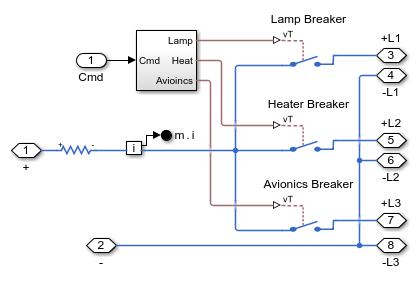 Lamp Breaker
vT
+L1
Lamp
1
Cmd
Heat
3
Cmd
Avioincs
4
-L1
Heater Breaker
vT
+L2
m.i
5
1
+
+ -
i
6
-L2
Avionics Breaker
vT
+L3
7
2
-
8
-L3